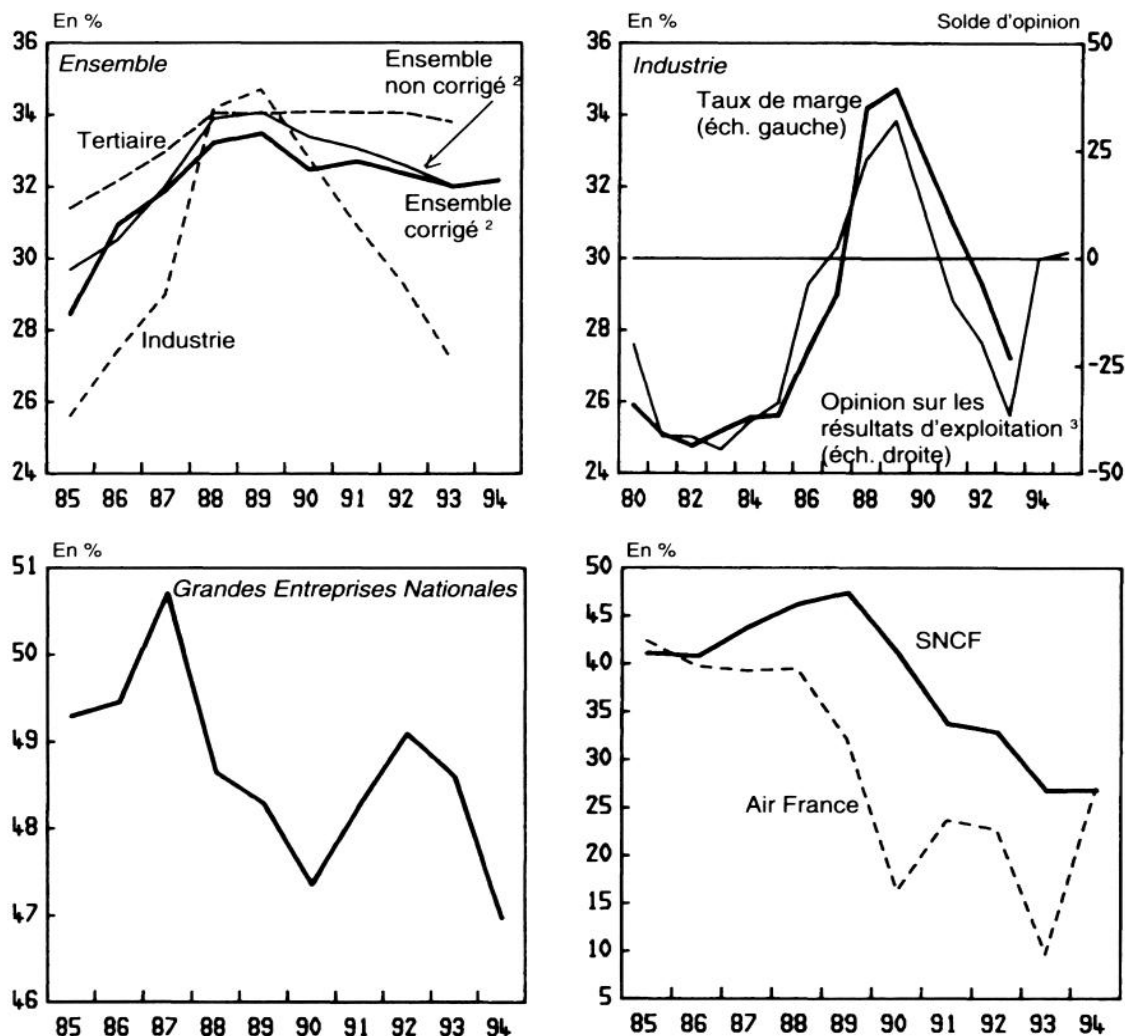 En %
36
34
32
30
28
26
24
Ensemble
Ensemble
non corrigé 2
Tertiaire
Ensemble
corrigé 2
Industrie
85 86 87 88 89 90 91 92 93 94
En %
Solde d'opinion
36
34
32
30
28
26
24
50
25
0
-25
-50
Industrie
Taux de marge
(éch. gauche)
Opinion sur les
résultats d'exploitation 3
(éch. droite)
80 82 84 86 88 90 92 94
En %
51
50
49
48
47
46
Grandes Entreprises Nationales
85 86 87 88 89 90 91 92 93 94
En %
50
45
40
35
30
25
20
15
10
5
SNCF
Air France
85 86 87 88 89 90 91 92 93 94